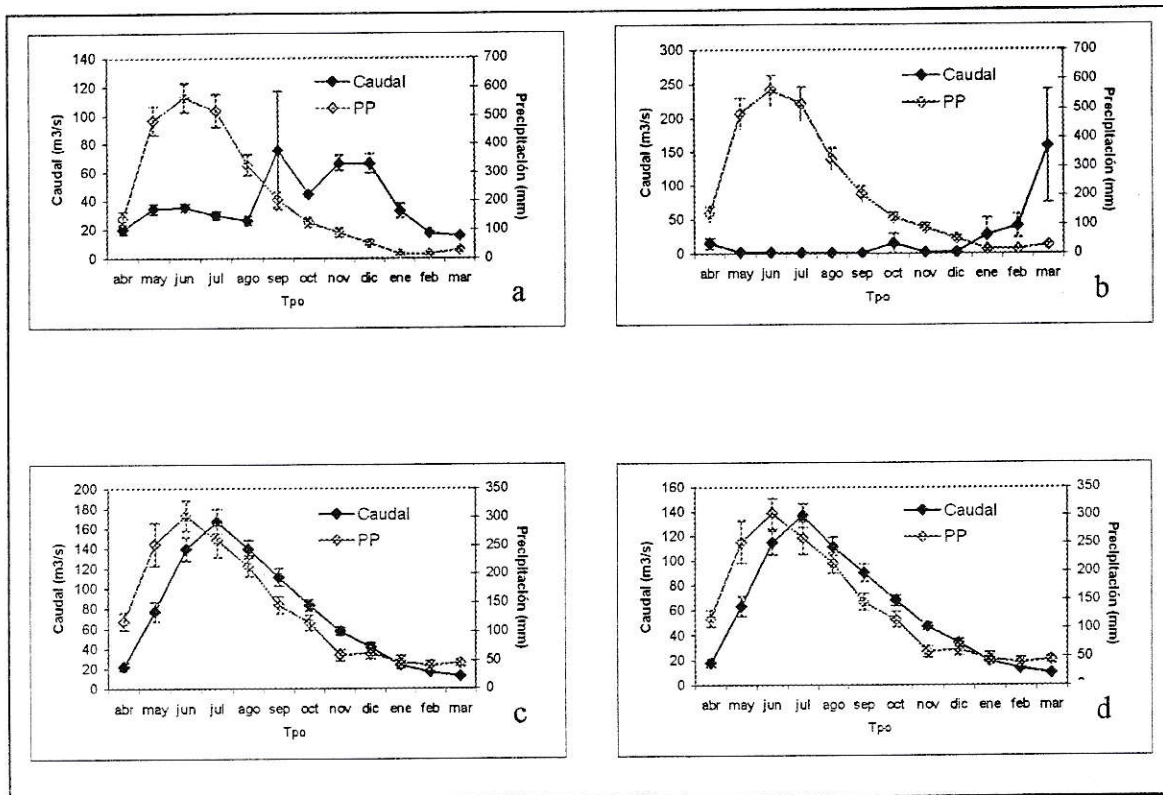 Caudal (m3/s)
140
120
100
80
60
40
20
0
Caudal
PP
700
600
500
400
300
200
100
0
Precipitación (mm)
abr may jun jul ago sep oct nov dic ene feb mar
Tpo
a
Caudal (m3/s)
300
250
200
150
100
50
0
Caudal
PP
700
600
500
400
300
200
100
0
Precipitación (mm)
abr may jun jul ago sep oct nov dic ene feb mar
Tpo
b
Caudal (m3/s)
200
180
160
140
120
100
80
60
40
20
0
Caudal
PP
350
300
250
200
150
100
50
0
Precipitación (mm)
abr may jun jul ago sep oct nov dic ene feb mar
Tpo
c
Caudal (m3/s)
160
140
120
100
80
60
40
20
0
Caudal
PP
350
300
250
200
150
100
50
-
Precipitación (mm)
abr may jun jul ago sep oct nov dic ene feb mar
Tpo
d